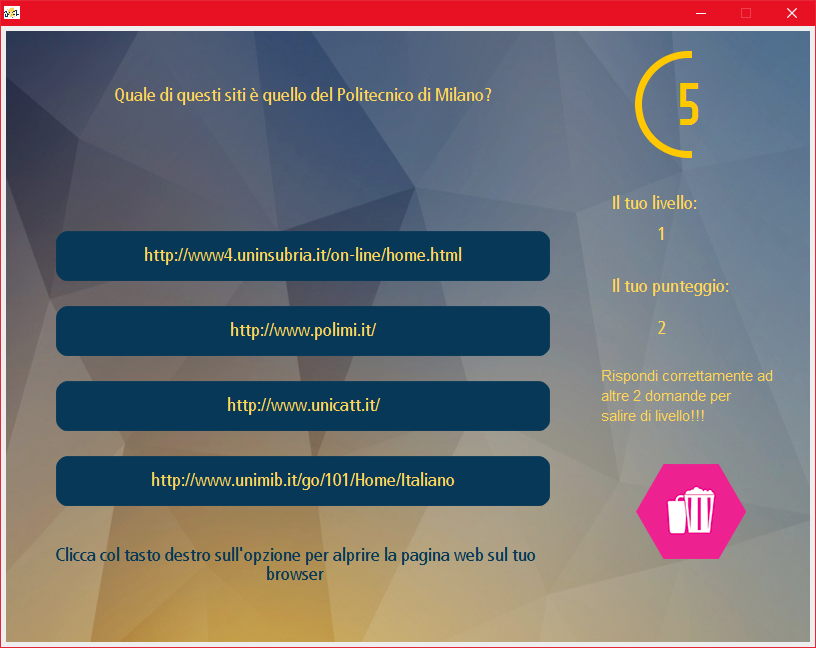 Quale di questi siti è quello del Politecnico di Milano?
5
Il tuo livello:
1
http://www4.uninsubria.it/on-line/home.html
Il tuo punteggio:
http://www.polimi.it/
2
Rispondi correttamente ad
altre 2 domande per
salire di livello!!!
http://www.unicatt.it/
http://www.unimib.it/go/101/Home/Italiano
Clicca col tasto destro sull'opzione per alprire la pagina web sul tuo
browser